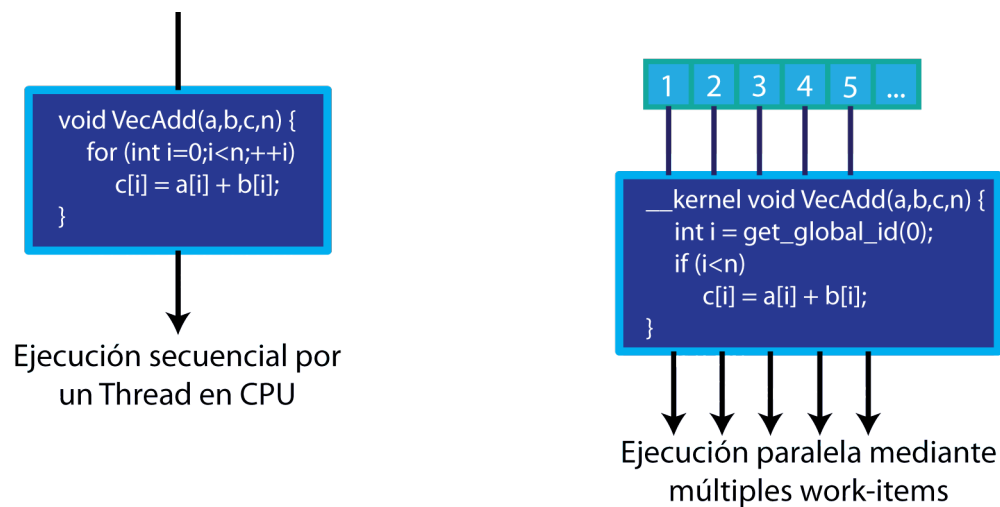 void VecAdd(a,b,c,n) {
for (int i=0;i<n;++i)
c[i] = a[i] + b[i];
}
Ejecución secuencial por
un Thread en CPU
1 2 3 4 5 ...
__kernel void VecAdd(a,b,c,n) {
int i = get_global_id(0);
if (i<n)
c[i] = a[i] + b[i];
}
Ejecución paralela mediante
múltiples work-items